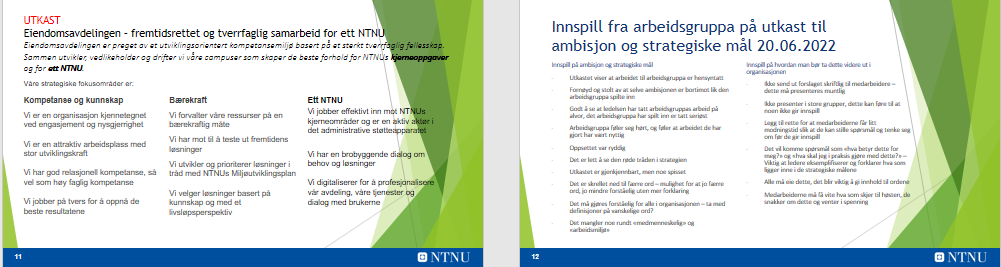 UTKAST
Eiendomsavdelingen - fremtidsrettet og tverrfaglig samarbeid for ett NTNU
Eiendomsavdelingen er preget av et utviklingsorientert kompetansemiljø basert på et sterkt tverrfaglig fellesskap.
Sammen utvikler, vedlikeholder og drifter vi våre campuser som skaper de beste forhold for NTNUs kjerneoppgaver
og for ett NTNU.
Våre strategiske fokusområder er:
Kompetanse og kunnskap
Vi er en organisasjon kjennetegnet
ved engasjement og nysgjerrighet
Vi er en attraktiv arbeidsplass med
stor utviklingskraft
Vi har god relasjonell kompetanse, så
vel som høy faglig kompetanse
Vi jobber på tvers for å oppnå de
beste resultatene
Bærekraft
Vi forvalter våre ressurser på en
bærekraftig måte
Vi har mot til å teste ut fremtidens
løsninger
Vi utvikler og prioriterer løsninger i
tråd med NTNUs Miljøutviklingsplan
Vi velger løsninger basert på
kunnskap og med et
livsløpsperspektiv
Ett NTNU
Vi jobber effektivt inn mot NTNUs
kjerneområder og er en aktiv aktør i
det administrative støtteapparatet
Vi har en brobyggende dialog om
behov og løsninger
Vi digitaliserer for å profesjonalisere
vår avdeling, våre tjenester og
dialog med brukerne
11
NTNU
Innspill fra arbeidsgruppa på utkast til
ambisjon og strategiske mål 20.06.2022
Innspill på ambisjon og strategiske mål
Utkastet viser at arbeidet til arbeidsgruppa er hensyntatt
Fornøyd og stolt av at selve ambisjonen er bortimot lik den
arbeidsgruppa spilte inn
Godt å se at ledelsen har tatt arbeidsgruppas arbeid på
alvor, det arbeidsgruppa har spilt inn er tatt seriøst
Arbeidsgruppa føler seg hørt, og føler at arbeidet de har
gjort har vært nyttig
Oppsettet var ryddig
Det er lett å se den røde tråden i strategien
Utkastet er gjenkjennbart, men noe spisset
Det er skrellet ned til færre ord – mulighet for at jo færre
ord, jo mindre forståelig uten mer forklaring
Det må gjøres forståelig for alle i organisasjonen – ta med
definisjoner på vanskelige ord?
Det mangler noe rundt «medmenneskelig» og
«arbeidsmiljø»
Innspill på hvordan man bør ta dette videre ut i
organisasjonen
Ikke send ut forslaget skriftlig til medarbeidere –
dette må presenteres muntlig
Ikke presenter i store grupper, dette kan føre til at
noen ikke gir innspill
Legg til rette for at medarbeiderne får litt
modningstid slik at de kan stille spørsmål og tenke seg
om før de gir innspill
Det vil komme spørsmål som «hva betyr dette for
meg?» og «hva skal jeg i praksis gjøre med dette?» –
Viktig at ledere eksemplifiserer og forklarer hva som
ligger inne i de strategiske målene
Alle må eie dette, det blir viktig å gi innhold til ordene
Medarbeiderne må få vite hva som skjer til høsten, de
snakker om dette og venter i spenning
12
NTNU